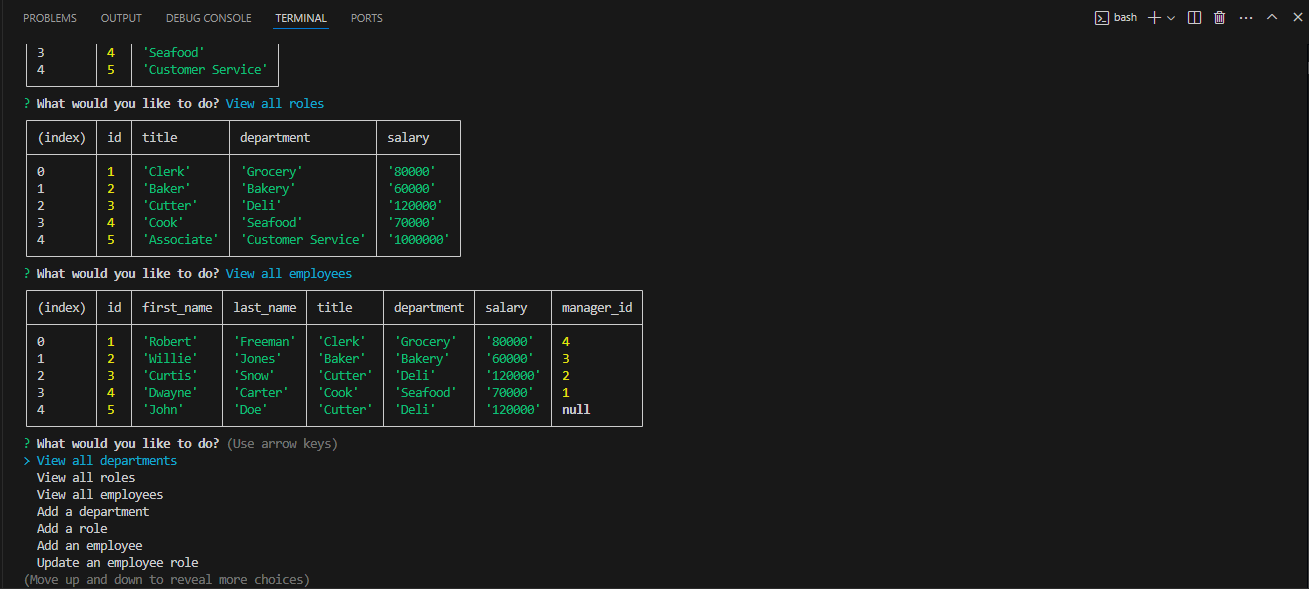 PROBLEMS OUTPUT DEBUG CONSOLE TERMINAL PORTS bash
3 4 'Seafood'
4 5 'Customer Service'
? What would you like to do? View all roles
(index) id title department salary
0 1 'Clerk' 'Grocery' '80000'
1 2 'Baker' 'Bakery' '60000'
2 3 'Cutter' 'Deli' '120000'
3 4 'Cook' 'Seafood' '70000'
4 5 'Associate' 'Customer Service' '1000000'
? What would you like to do? View all employees
(index) id first_name last_name title department salary manager_id
0 1 'Robert' 'Freeman' 'Clerk' 'Grocery' '80000' 4
1 2 'Willie' 'Jones' 'Baker' 'Bakery' '60000' 3
2 3 'Curtis' 'Snow' 'Cutter' 'Deli' '120000' 2
3 4 'Dwayne' 'Carter' 'Cook' 'Seafood' '70000' 1
4 5 'John' 'Doe' 'Cutter' 'Deli' '120000' null
? What would you like to do? (Use arrow keys)
> View all departments
View all roles
View all employees
Add a department
Add a role
Add an employee
Update an employee role
(Move up and down to reveal more choices)